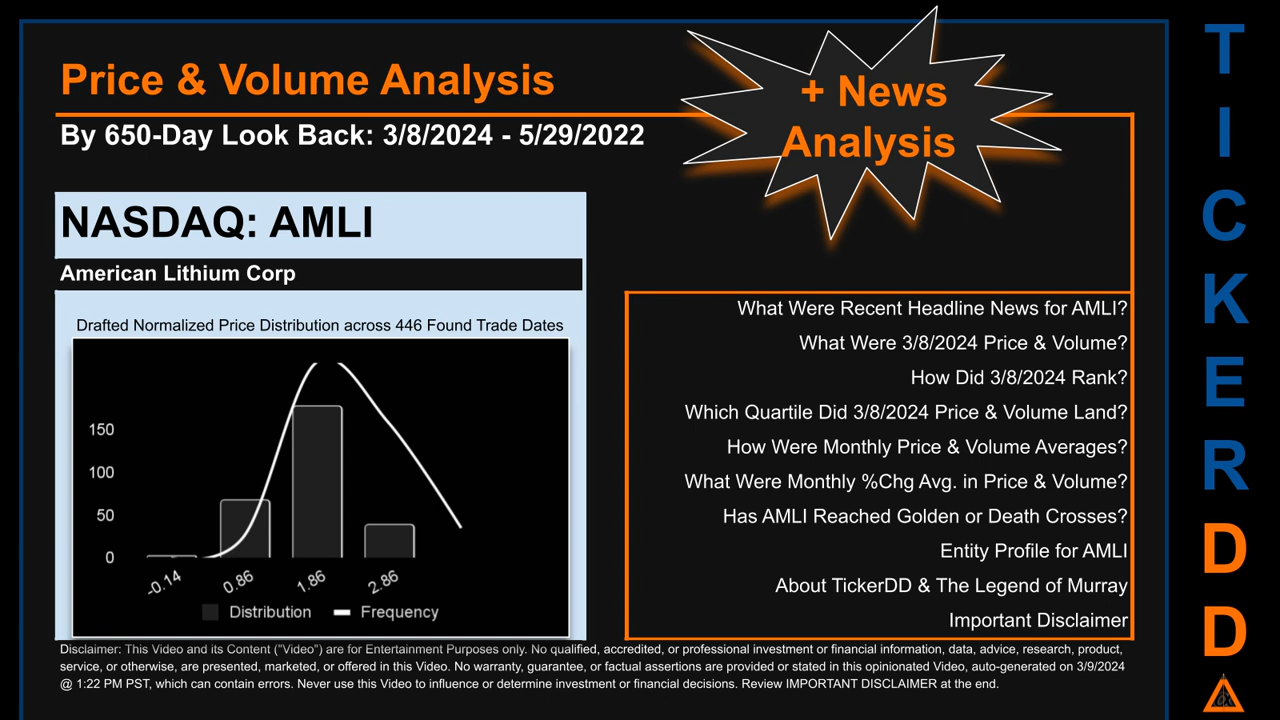 Price & Volume Analysis
+ News
Analysis
By 650-Day Look Back: 3/8/2024 - 5/29/2022
NASDAQ: AMLI
American Lithium Corp
Drafted Normalized Price Distribution across 446 Found Trade Dates
150
100
50
0
-0.14
0.86
1.86
2.86
Distribution
Frequency
What Were Recent Headline News for AMLI?
What Were 3/8/2024 Price & Volume?
How Did 3/8/2024 Rank?
Which Quartile Did 3/8/2024 Price & Volume Land?
How Were Monthly Price & Volume Averages?
What Were Monthly %Chg Avg. in Price & Volume?
Has AMLI Reached Golden or Death Crosses?
Entity Profile for AMLI
About TickerDD & The Legend of Murray
Important Disclaimer
Disclaimer: This Video and its Content ("Video") are for Entertainment Purposes only. No qualified, accredited, or professional investment or financial information, data, advice, research, product,
service, or otherwise, are presented, marketed, or offered in this Video. No warranty, guarantee, or factual assertions are provided or stated in this opinionated Video, auto-generated on 3/9/2024
@ 1:22 PM PST, which can contain errors. Never use this Video to influence or determine investment or financial decisions. Review IMPORTANT DISCLAIMER at the end.
TICKERDD